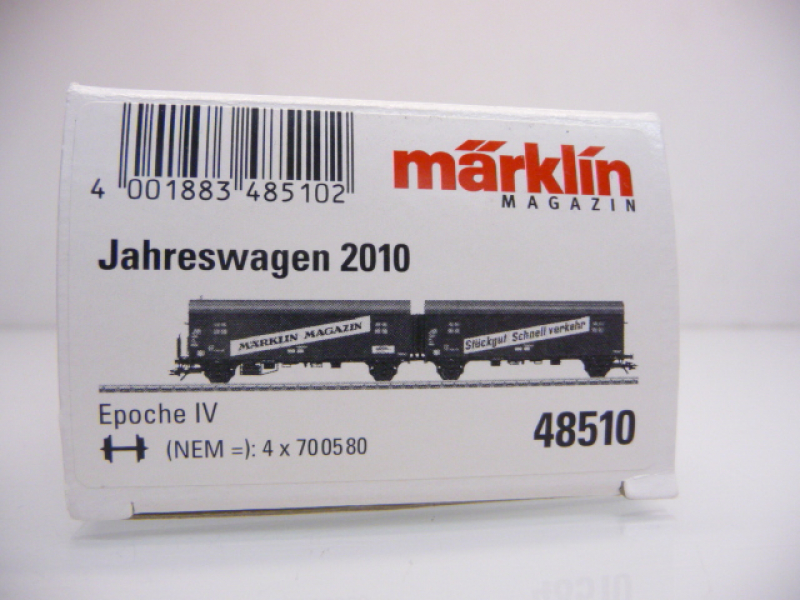 4 001883 485102
märklin
MAGAZIN
Jahreswagen 2010
MÄRKLIN MAGAZIN
Stückgut Schnellverkehr
Epoche IV
(NEM =): 4 x 700580
48510